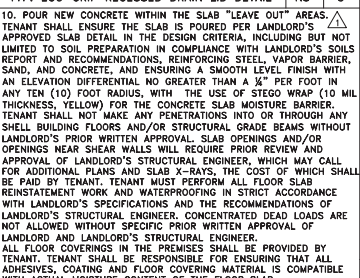 10. POUR NEW CONCRETE WITHIN THE SLAB "LEAVE OUT" AREAS. 1
TENANT SHALL ENSURE THE SLAB IS POURED PER LANDLORD'S
APPROVED SLAB DETAIL IN THE DESIGN CRITERIA, INCLUDING BUT NOT
LIMITED TO SOIL PREPARATION IN COMPLIANCE WITH LANDLORD'S SOILS
REPORT AND RECOMMENDATIONS, REINFORCING STEEL, VAPOR BARRIER,
SAND, AND CONCRETE, AND ENSURING A SMOOTH LEVEL FINISH WITH
AN ELEVATION DIFFERENTIAL NO GREATER THAN A ⅛" PER FOOT IN
ANY TEN (10) FOOT RADIUS, WITH THE USE OF STEGO WRAP (10 MIL
THICKNESS, YELLOW) FOR THE CONCRETE SLAB MOISTURE BARRIER.
TENANT SHALL NOT MAKE ANY PENETRATIONS INTO OR THROUGH ANY
SHELL BUILDING FLOORS AND/OR STRUCTURAL GRADE BEAMS WITHOUT
LANDLORD'S PRIOR WRITTEN APPROVAL. SLAB OPENINGS AND/OR
OPENINGS NEAR SHEAR WALLS WILL REQUIRE PRIOR REVIEW AND
APPROVAL OF LANDLORD'S STRUCTURAL ENGINEER, WHICH MAY CALL
FOR ADDITIONAL PLANS AND SLAB X-RAYS, THE COST OF WHICH SHALL
BE PAID BY TENANT. TENANT MUST PERFORM ALL FLOOR SLAB
REINSTATEMENT WORK AND WATERPROOFING IN STRICT ACCORDANCE
WITH LANDLORD'S SPECIFICATIONS AND THE RECOMMENDATIONS OF
LANDLORD'S STRUCTURAL ENGINEER. CONCENTRATED DEAD LOADS ARE
NOT ALLOWED WITHOUT SPECIFIC PRIOR WRITTEN APPROVAL OF
LANDLORD AND LANDLORD'S STRUCTURAL ENGINEER.
ALL FLOOR COVERINGS IN THE PREMISES SHALL BE PROVIDED BY
TENANT. TENANT SHALL BE RESPONSIBLE FOR ENSURING THAT ALL
ADHESIVES, COATING AND FLOOR COVERING MATERIAL IS COMPATIBLE